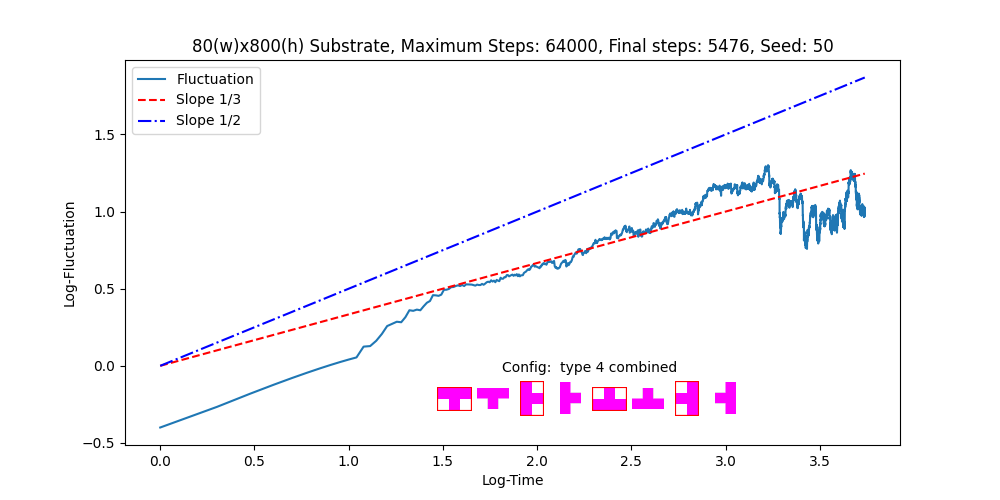 80(w)x800(h) Substrate, Maximum Steps: 64000, Final steps: 5476, Seed: 50
Fluctuation
Slope 1/3
Slope 1/2
1.5
1.0
0.5
0.0
−0.5
Log-Fluctuation
Config:  type 4 combined
0.0 0.5 1.0 1.5 2.0 2.5 3.0 3.5
Log-Time